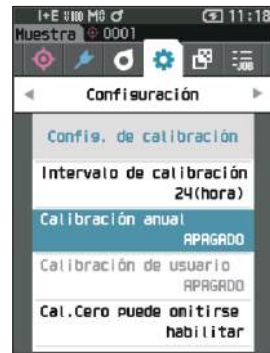 I+E M0 11:18
Muestra 0001
JOB
Configuración
Config. de calibración
Intervalo de calibración
24(hora)
Calibración anual
APAGADO
Calibración de usuario
APAGADO
Cal.Cero puede omitirse
habilitar